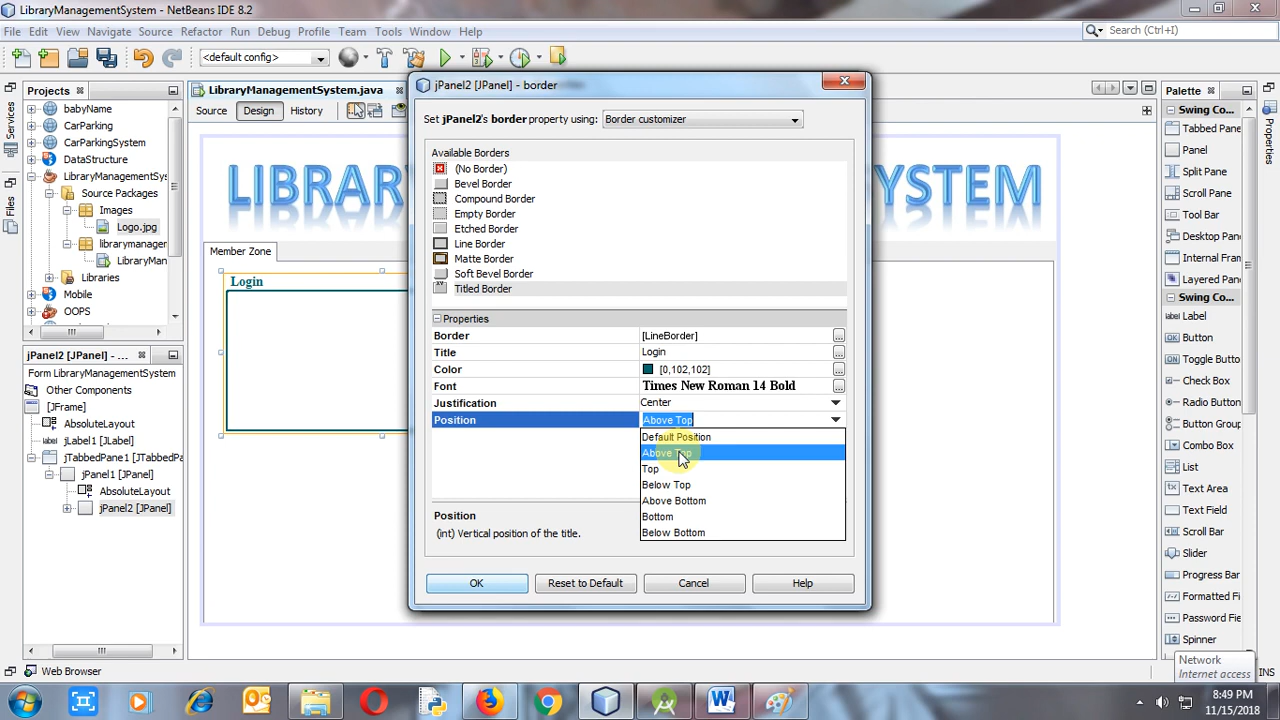 LibraryManagementSystem - NetBeans IDE 8.2
File Edit View Navigate Source Refactor Run Debug Profile Team Tools Window Help
Search (Ctrl+I)
<default config>
Services
Files
Projects
babyName
CarParking
CarParkingSystem
DataStructure
LibraryManagementSy
Source Packages
Images
Logo.jpg
librarymanager
LibraryMan
Libraries
Mobile
OOPS
jPanel2 [JPanel] - ...
Form LibraryManagementSystem
Other Components
[JFrame]
AbsoluteLayout
jLabel1 [JLabel]
jTabbedPane1 [JTabbedPa
jPanel1 [JPanel]
AbsoluteLayout
jPanel2 [JPanel]
LibraryManagementSystem.java
Source Design History
LIBRARY SYSTEM
Member Zone
Login
jPanel2 [JPanel] - border
Set jPanel2's border property using: Border customizer
Available Borders
(No Border)
Bevel Border
Compound Border
Empty Border
Etched Border
Line Border
Matte Border
Soft Bevel Border
Titled Border
Properties
Border [LineBorder] ...
Title Login ...
Color [0,102,102] ...
Font Times New Roman 14 Bold ...
Justification Center
Position Above Top
Default Position
Above Top
Top
Below Top
Above Bottom
Bottom
Below Bottom
Position
(int) Vertical position of the title.
OK Reset to Default Cancel Help
Palette
Swing Co...
Tabbed Pane
Panel
Split Pane
Scroll Pane
Tool Bar
Desktop Pan
Internal Fran
Layered Pan
Swing Co...
Label
Button
Toggle Butto
Check Box
Radio Button
Button Group
Combo Box
List
Text Area
Text Field
Scroll Bar
Slider
Progress Bar
Formatted Fi
Password Fie
Spinner
Properties
Network
Internet access
Web Browser
INS
8:49 PM
11/15/2018